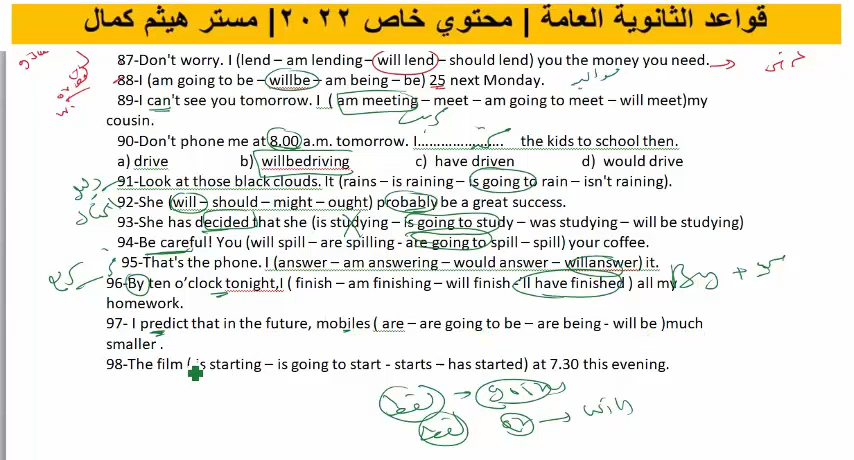 قواعد الثانوية العامة | محتوي خاص ٢٠٢٢ | مستر هيثم كمال
87-Don't worry. I (lend – am lending – will lend – should lend) you the money you need.
88-I (am going to be – willbe – am being – be) 25 next Monday.
89-I can't see you tomorrow. I ( am meeting – meet – am going to meet – will meet)my
cousin.
90-Don't phone me at 8.00 a.m. tomorrow. I........................ the kids to school then.
a) drive b) willbedriving c) have driven d) would drive
91-Look at those black clouds. It (rains – is raining – is going to rain – isn't raining).
92-She (will – should – might – ought) probably be a great success.
93-She has decided that she (is studying – is going to study – was studying – will be studying)
94-Be careful! You (will spill – are spilling - are going to spill – spill) your coffee.
95-That's the phone. I (answer – am answering – would answer – willanswer) it.
96-By ten o'clock tonight,I ( finish – am finishing – will finish –'ll have finished ) all my
By +
homework.
97- I predict that in the future, mobiles ( are – are going to be – are being - will be )much
smaller .
98-The film ( is starting – is going to start - starts – has started) at 7.30 this evening.
going
will